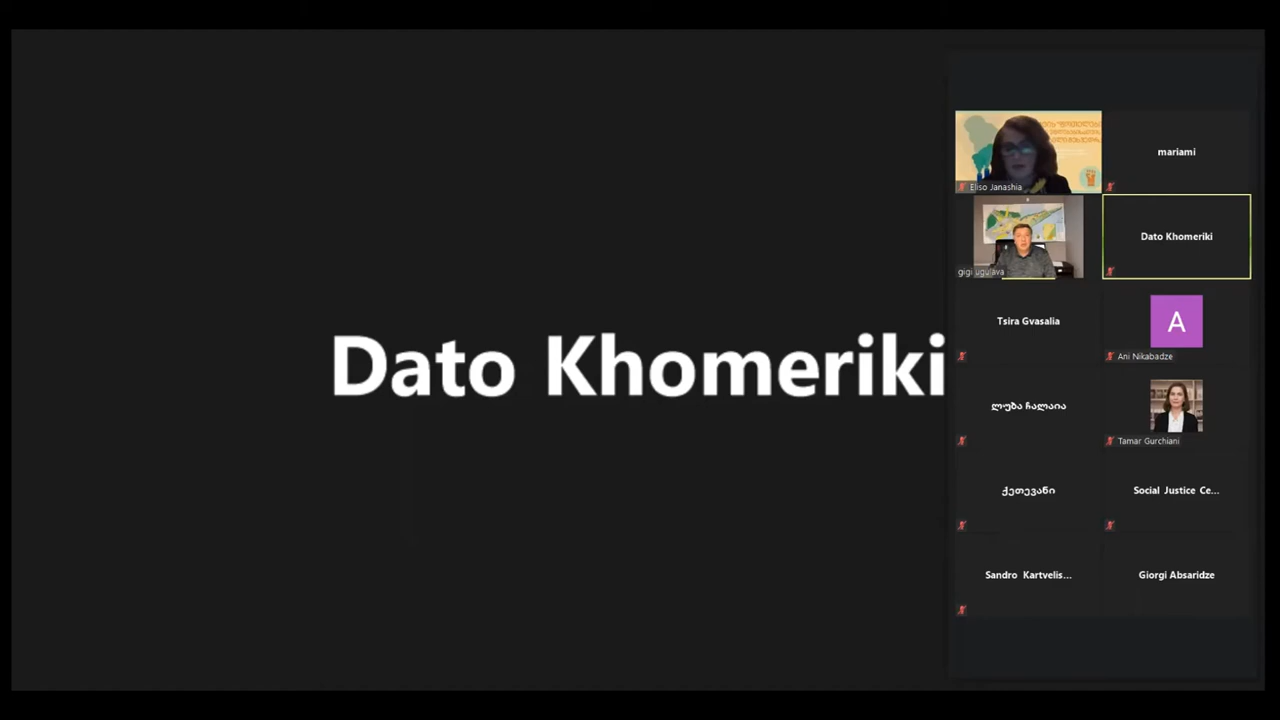 Dato Khomeriki
Eliso Janashia
mariami
gigi ugulava
Dato Khomeriki
Tsira Gvasalia
A
Ani Nikabadze
ლუბა ჩალაია
Tamar Gurchiani
ქეთევანი
Social Justice Ce...
Sandro Kartvelis...
Giorgi Absaridze